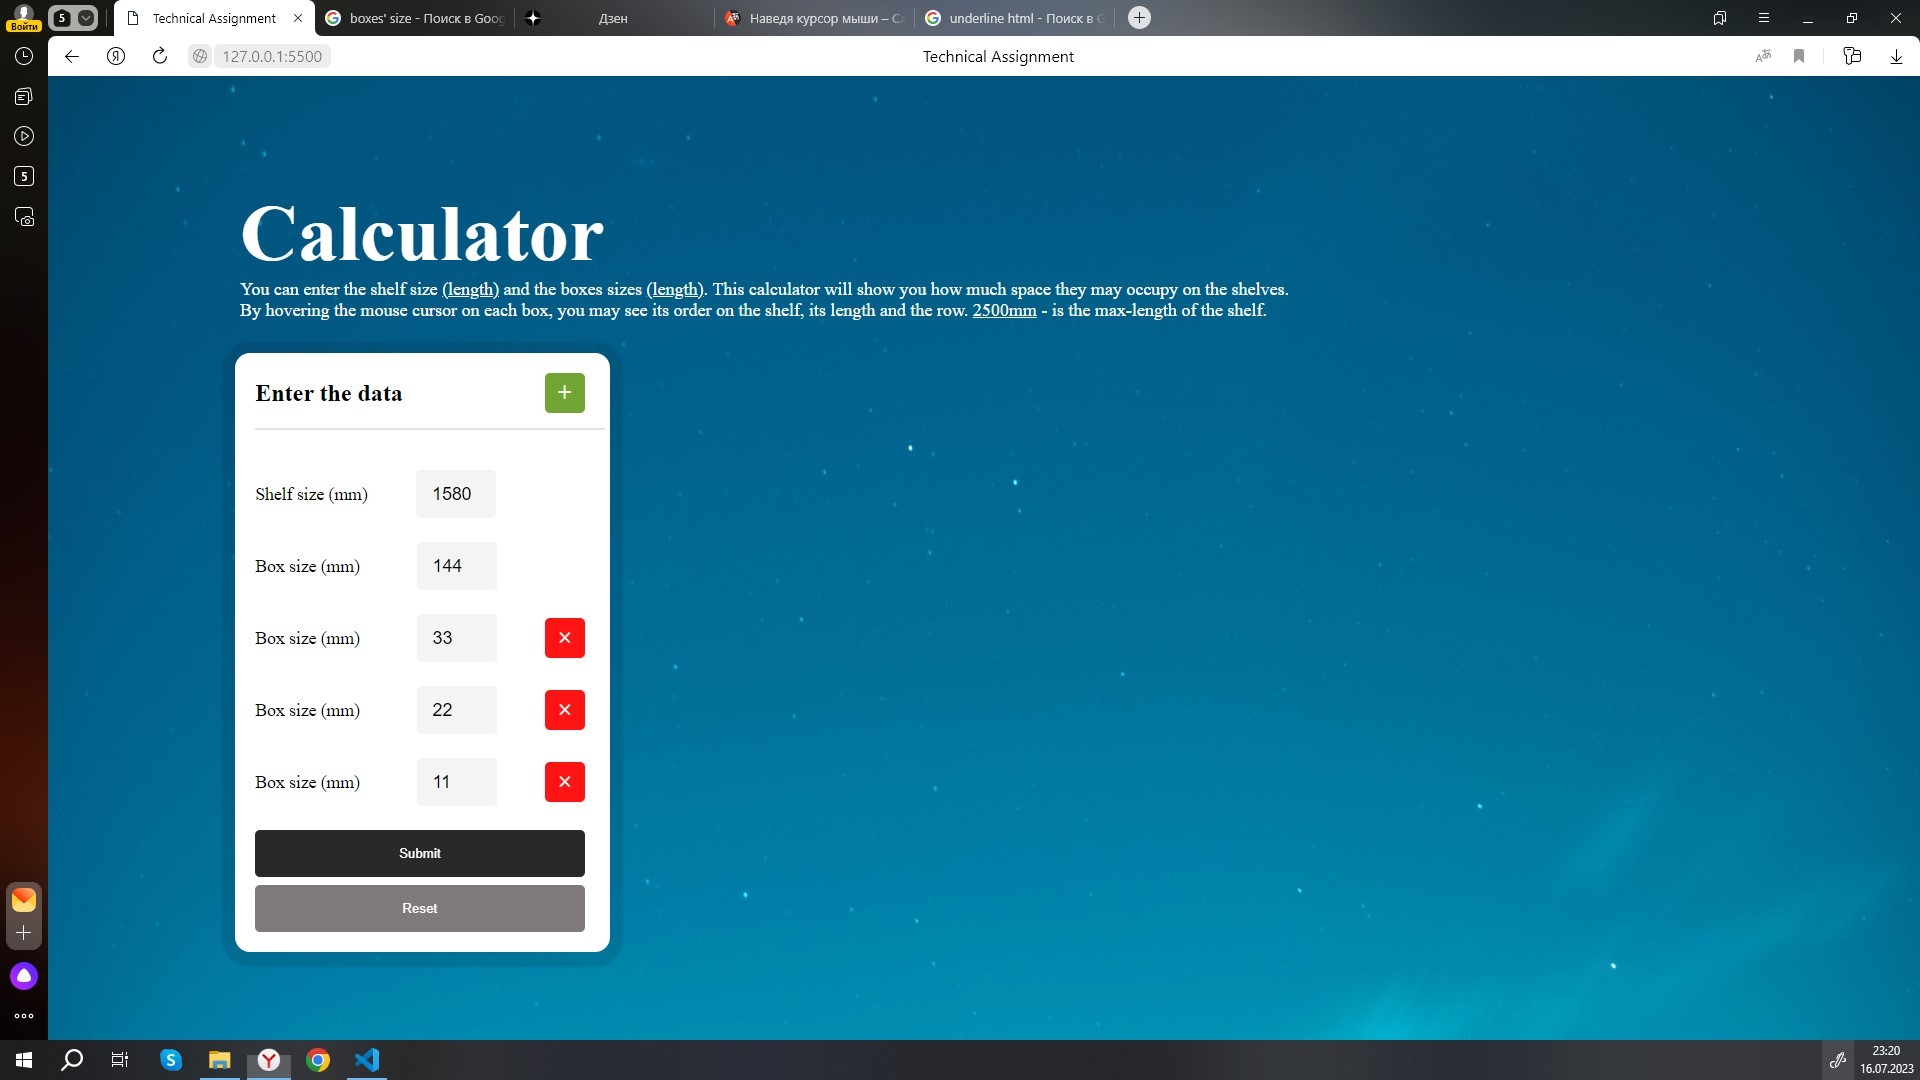 Войти
5
Technical Assignment
boxes' size - Поиск в Goog
Дзен
Наведя курсор мыши – Сл
underline html - Поиск в G
127.0.0.1:5500
Technical Assignment
5
Calculator
You can enter the shelf size (length) and the boxes sizes (length). This calculator will show you how much space they may occupy on the shelves.
By hovering the mouse cursor on each box, you may see its order on the shelf, its length and the row. 2500mm - is the max-length of the shelf.
Enter the data
+
Shelf size (mm)
1580
Box size (mm)
144
Box size (mm)
33
×
Box size (mm)
22
×
Box size (mm)
11
×
Submit
Reset
23:20
16.07.2023